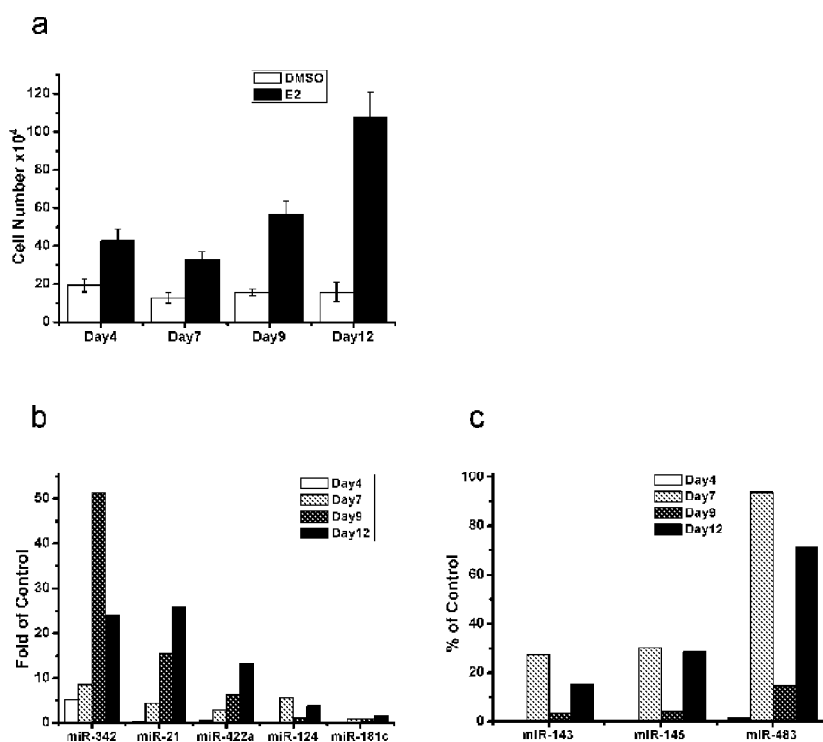 a
DMSO
E2
120
100
80
60
40
20
0
Cell Number x10⁴
Day4 Day7 Day9 Day12
b
Day4
Day7
Day9
Day12
50
40
30
20
10
0
Fold of Control
miR-342 miR-21 miR-422a miR-124 miR-181c
c
Day4
Day7
Day9
Day12
100
80
60
40
20
0
% of Control
miR-143 miR-145 miR-483